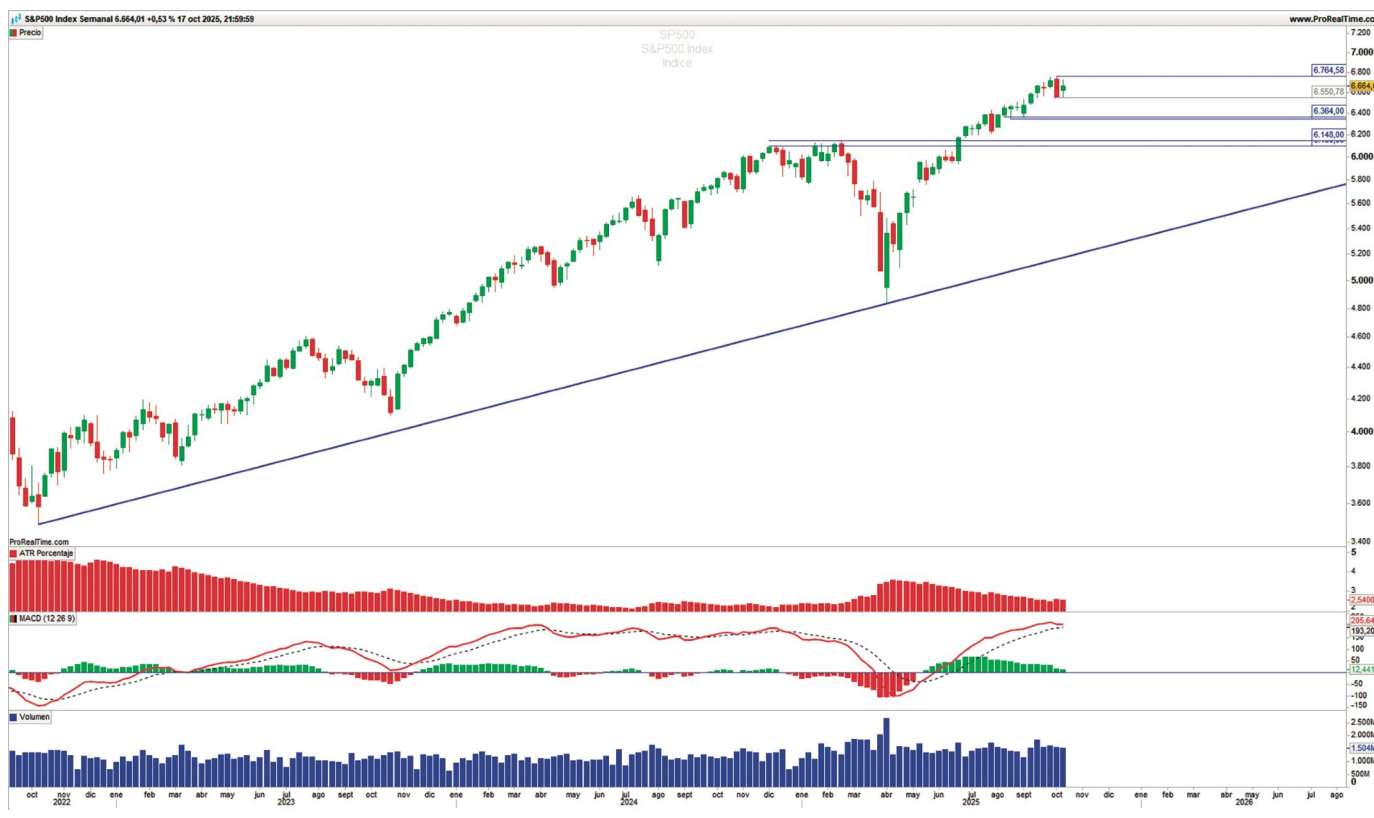 S&P500 Index Semanal 6.664,01 +0,53 % 17 oct 2025, 21:59:59
www.ProRealTime.co
Precio
SP500
S&P500 Index
Indice
7.200
7.000
6.800
6.764,58
6.664,
6.550,78
6.400
6.364,00
6.200
6.148,00
6.000
5.800
5.600
5.400
5.200
5.000
4.800
4.600
4.400
4.200
4.000
3.800
3.600
3.400
ProRealTime.com
ATR Porcentaje
5
4
3
2,5400
MACD (12 26 9)
205,64
193,20
100
50
12,441
-50
-100
-150
Volumen
2.500M
1.504M
1.000M
500M
0
oct nov dic ene feb mar abr may jun jul ago sept oct nov dic ene feb mar abr may jun jul ago sept oct nov dic ene feb mar abr may jun jul ago sept oct nov dic ene feb mar abr may jun jul ago
2022 2023 2024 2025 2026